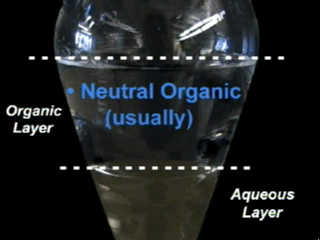 • Neutral Organic
(usually)
Organic
Layer
Aqueous
Layer